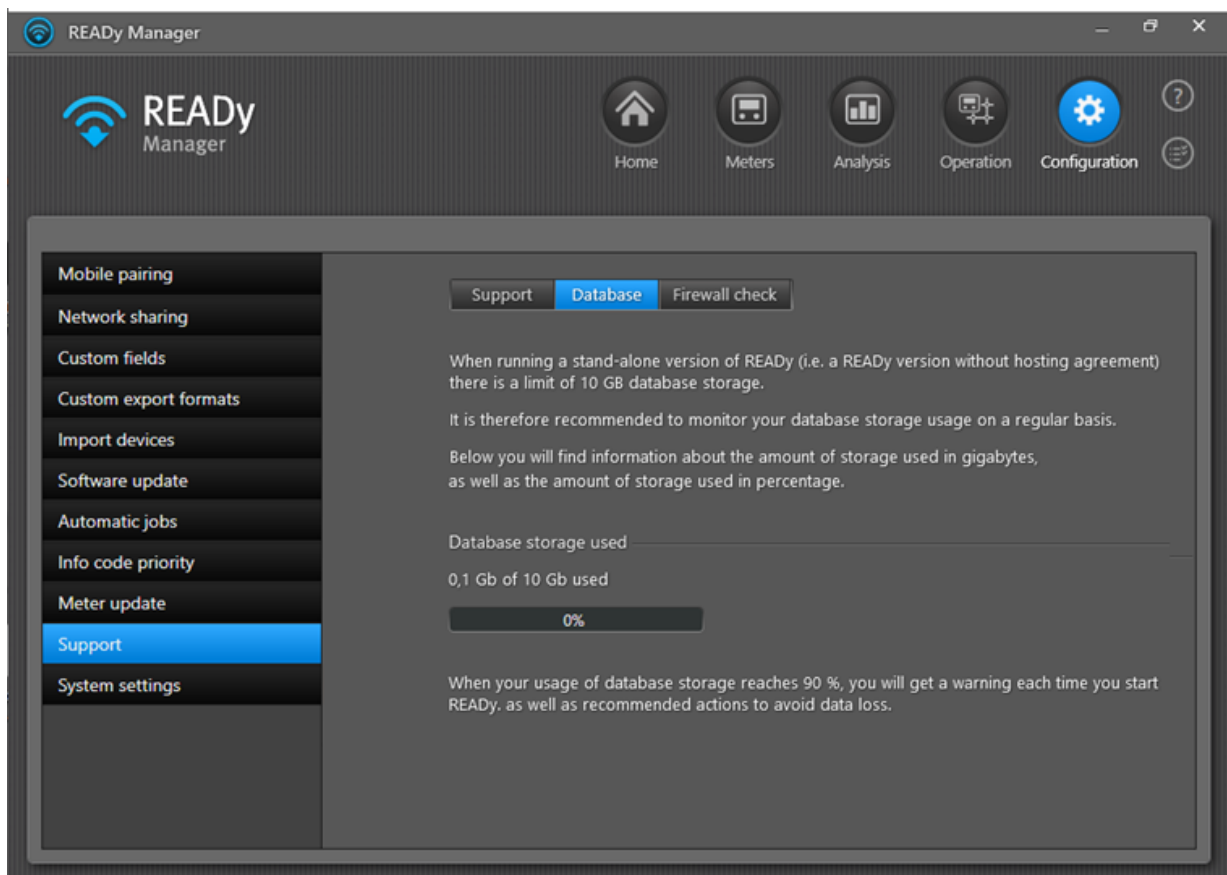 READy Manager
READy
Manager
Home
Meters
Analysis
Operation
Configuration
?
Mobile pairing
Network sharing
Custom fields
Custom export formats
Import devices
Software update
Automatic jobs
Info code priority
Meter update
Support
System settings
Support
Database
Firewall check
When running a stand-alone version of READy (i.e. a READy version without hosting agreement)
there is a limit of 10 GB database storage.
It is therefore recommended to monitor your database storage usage on a regular basis.
Below you will find information about the amount of storage used in gigabytes,
as well as the amount of storage used in percentage.
Database storage used
0,1 Gb of 10 Gb used
0%
When your usage of database storage reaches 90 %, you will get a warning each time you start
READy. as well as recommended actions to avoid data loss.